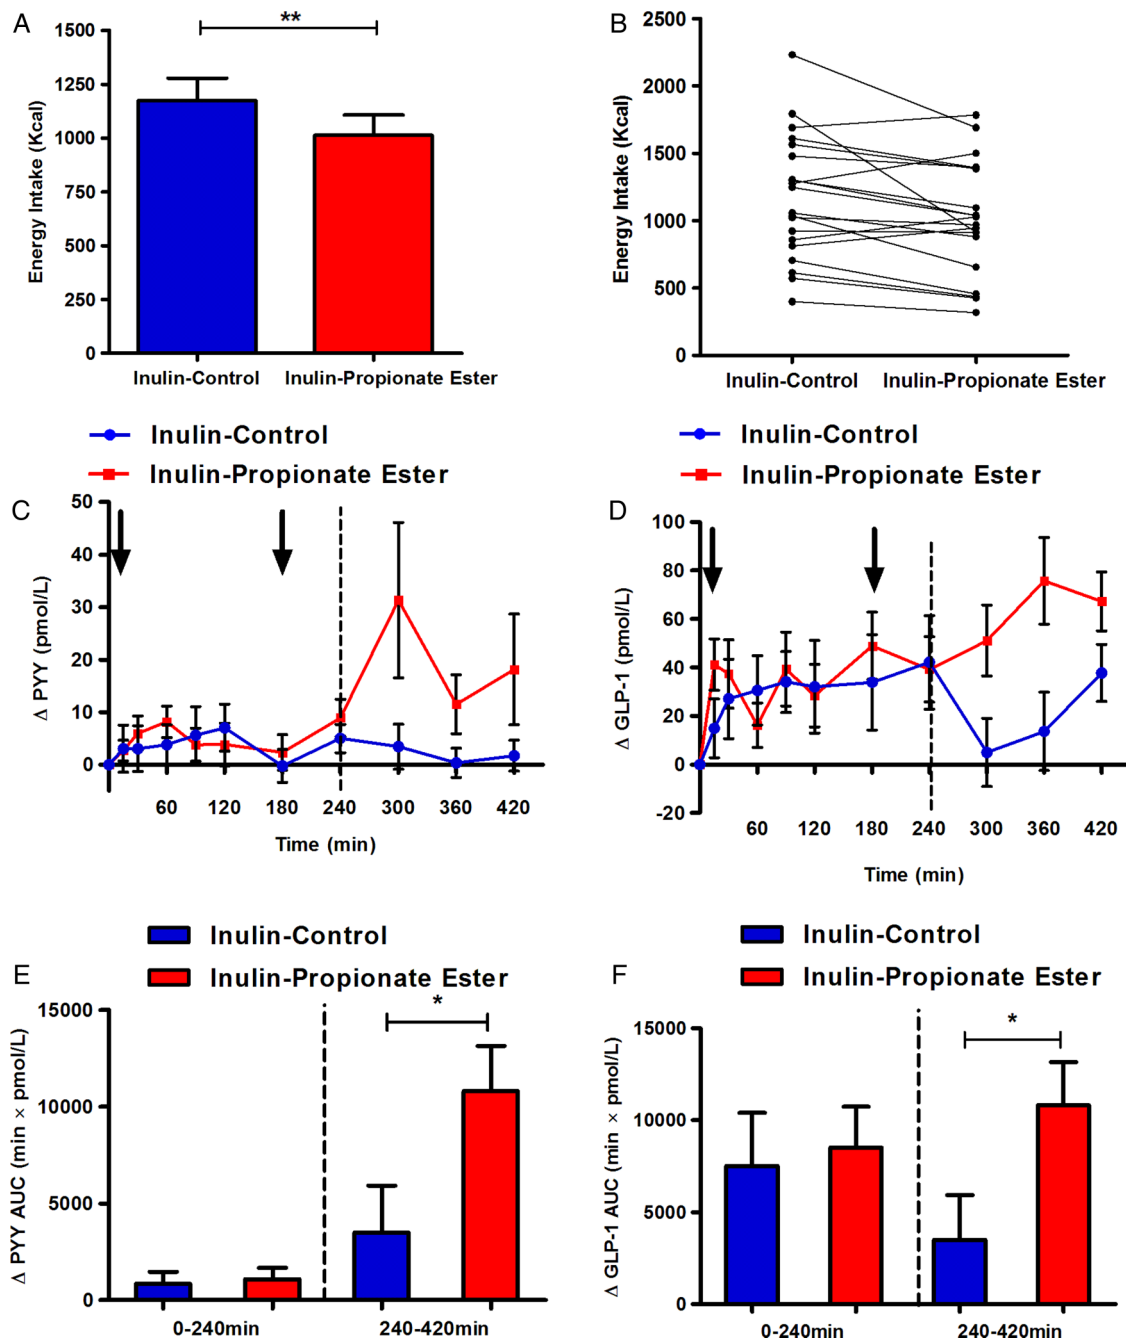 A
**
1500
1250
1000
750
500
250
0
Energy Intake (Kcal)
Inulin-Control
Inulin-Propionate Ester
B
2500
2000
1500
1000
500
0
Energy Intake (Kcal)
Inulin-Control
Inulin-Propionate Ester
Inulin-Control
Inulin-Propionate Ester
C
50
40
30
20
10
0
Δ PYY (pmol/L)
60
120
180
240
300
360
420
Time (min)
Inulin-Control
Inulin-Propionate Ester
D
100
80
60
40
20
0
-20
Δ GLP-1 (pmol/L)
60
120
180
240
300
360
420
Time (min)
Inulin-Control
Inulin-Propionate Ester
E
*
15000
10000
5000
0
Δ PYY AUC (min × pmol/L)
0-240min
240-420min
Inulin-Control
Inulin-Propionate Ester
F
*
15000
10000
5000
0
Δ GLP-1 AUC (min × pmol/L)
0-240min
240-420min